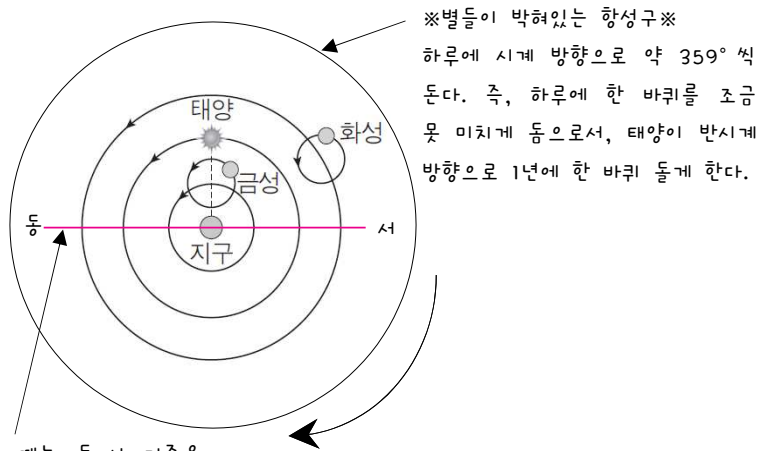 ※별들이 박혀있는 항성구※
하루에 시계 방향으로 약 359° 씩
돈다. 즉, 하루에 한 바퀴를 조금
못 미치게 돔으로서, 태양이 반시계
방향으로 1년에 한 바퀴 돌게 한다.
태양
화성
금성
동
서
지구